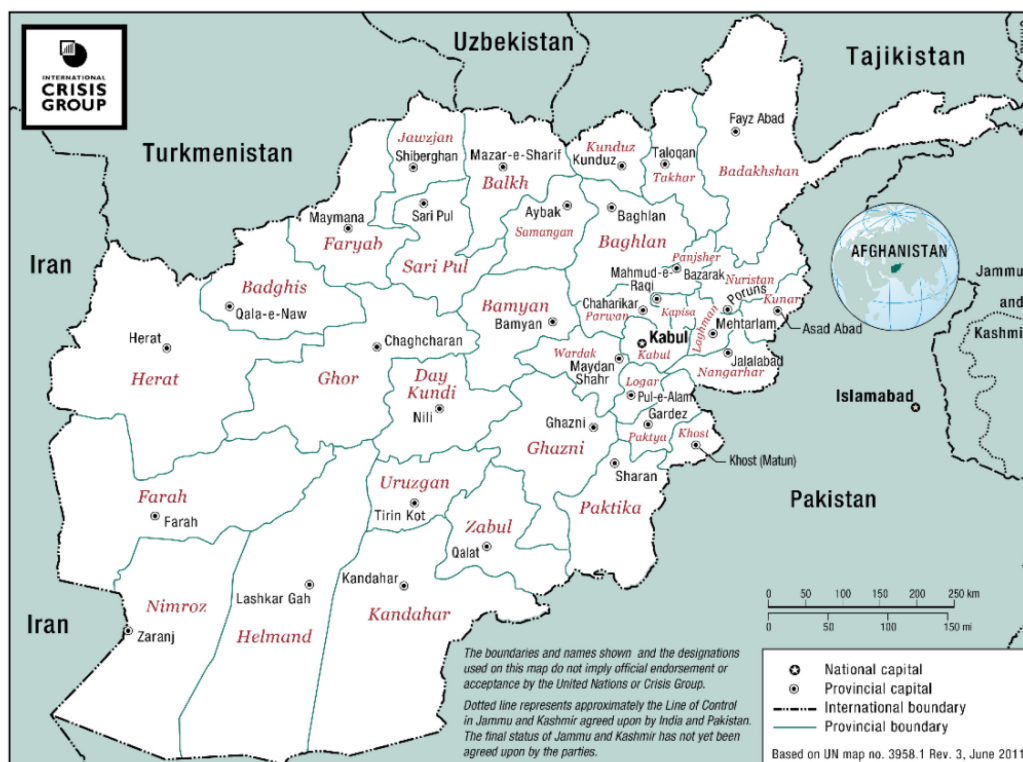 INTERNATIONAL
CRISIS
GROUP
Uzbekistan
Tajikistan
Turkmenistan
Iran
Jawzjan
Shiberghan
Mazar-e-Sharif
Balkh
Kunduz
Kunduz
Taloqan
Takhar
Fayz Abad
Badakhshan
Maymana
Faryab
Sari Pul
Sari Pul
Aybak
Samangan
Baghlan
Baghlan
Panjsher
Bazarak
Nuristan
Poruns
Kunar
Asad Abad
Mahmud-e-
Raqi
Chaharikar
Parwan
Kapisa
Laghman
Mehtarlam
Badghis
Qala-e-Naw
Bamyan
Bamyan
Kabul
Kabul
Jalalabad
Nangarhar
Herat
Herat
Chaghcharan
Ghor
Day
Kundi
Nili
Wardak
Maydan
Shahr
Logar
Pul-e-Alam
Gardez
Paktya
Khost
Khost (Matun)
Ghazni
Ghazni
Sharan
Paktika
AFGHANISTAN
Jammu
and
Kashmir
Islamabad
Pakistan
Farah
Farah
Uruzgan
Tirin Kot
Zabul
Qalat
Iran
Nimroz
Zaranj
Lashkar Gah
Helmand
Kandahar
Kandahar
0 50 100 150 200 250 km
0 50 100 150 mi
The boundaries and names shown and the designations
used on this map do not imply official endorsement or
acceptance by the United Nations or Crisis Group.
Dotted line represents approximately the Line of Control
in Jammu and Kashmir agreed upon by India and Pakistan.
The final status of Jammu and Kashmir has not yet been
agreed upon by the parties.
National capital
Provincial capital
International boundary
Provincial boundary
Based on UN map no. 3958.1 Rev. 3, June 2011